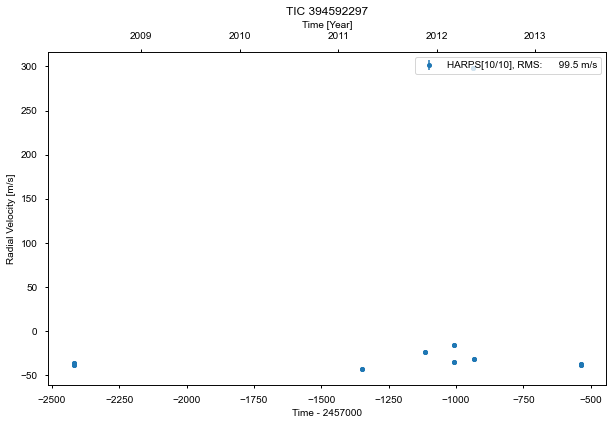 TIC 394592297
Time [Year]
2009 2010 2011 2012 2013
HARPS[10/10], RMS: 99.5 m/s
300
250
200
150
100
50
0
−50
Radial Velocity [m/s]
−2500 −2250 −2000 −1750 −1500 −1250 −1000 −750 −500
Time - 2457000